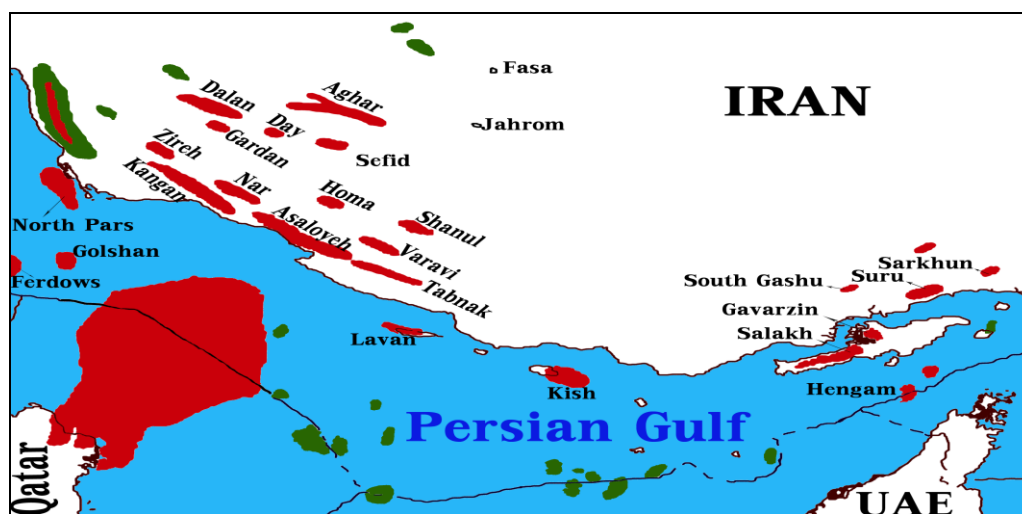 Fasa
IRAN
Aghar
Dalan
Day
Jahrom
Gardan
Sefid
Zireh
Kangan
Nar
Homa
North Pars
Asaloyeh
Shanul
Golshan
Varavi
Sarkhun
Ferdows
South Gashu
Suru
Tabnak
Gavarzin
Lavan
Salakh
Kish
Hengam
Persian Gulf
Qatar
UAE